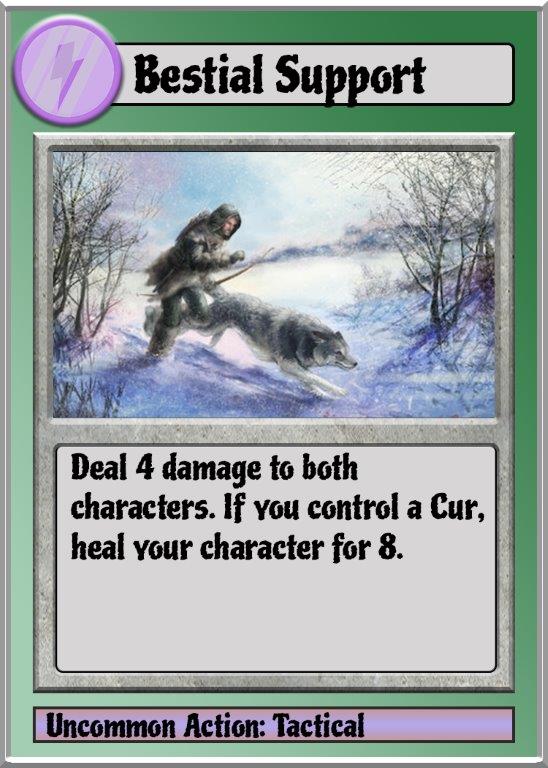 Bestial Support
Deal 4 damage to both
characters. If you control a Cur,
heal your character for 8.
Uncommon Action: Tactical